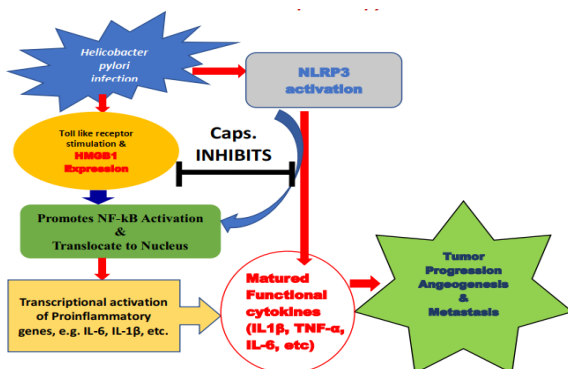 Helicobacter
pylori
infection
NLRP3
activation
Toll like receptor
stimulation &
HMGB1
Expression
Caps.
INHIBITS
Promotes NF-kB Activation
&
Translocate to Nucleus
Transcriptional activation
of Proinflammatory
genes, e.g. IL-6, IL-1β, etc.
Matured
Functional
cytokines
(IL1β, TNF-α,
IL-6, etc)
Tumor
Progression
Angeogenesis
&
Metastasis